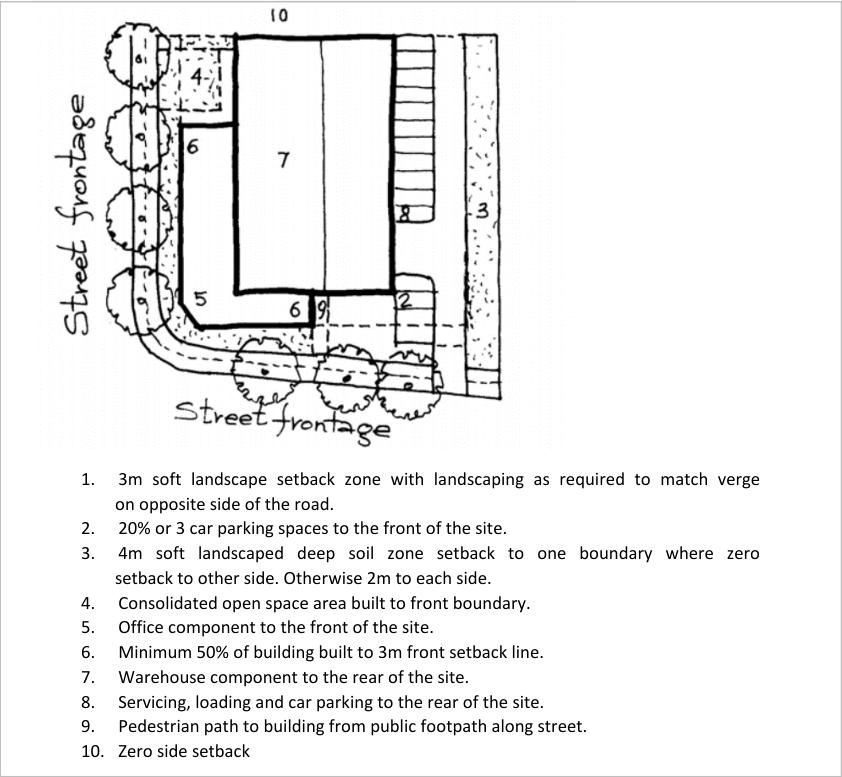 10
4
Street frontage
6
7
8
3
5
6
9
2
Street frontage
1. 3m soft landscape setback zone with landscaping as required to match verge
on opposite side of the road.
2. 20% or 3 car parking spaces to the front of the site.
3. 4m soft landscaped deep soil zone setback to one boundary where zero
setback to other side. Otherwise 2m to each side.
4. Consolidated open space area built to front boundary.
5. Office component to the front of the site.
6. Minimum 50% of building built to 3m front setback line.
7. Warehouse component to the rear of the site.
8. Servicing, loading and car parking to the rear of the site.
9. Pedestrian path to building from public footpath along street.
10. Zero side setback